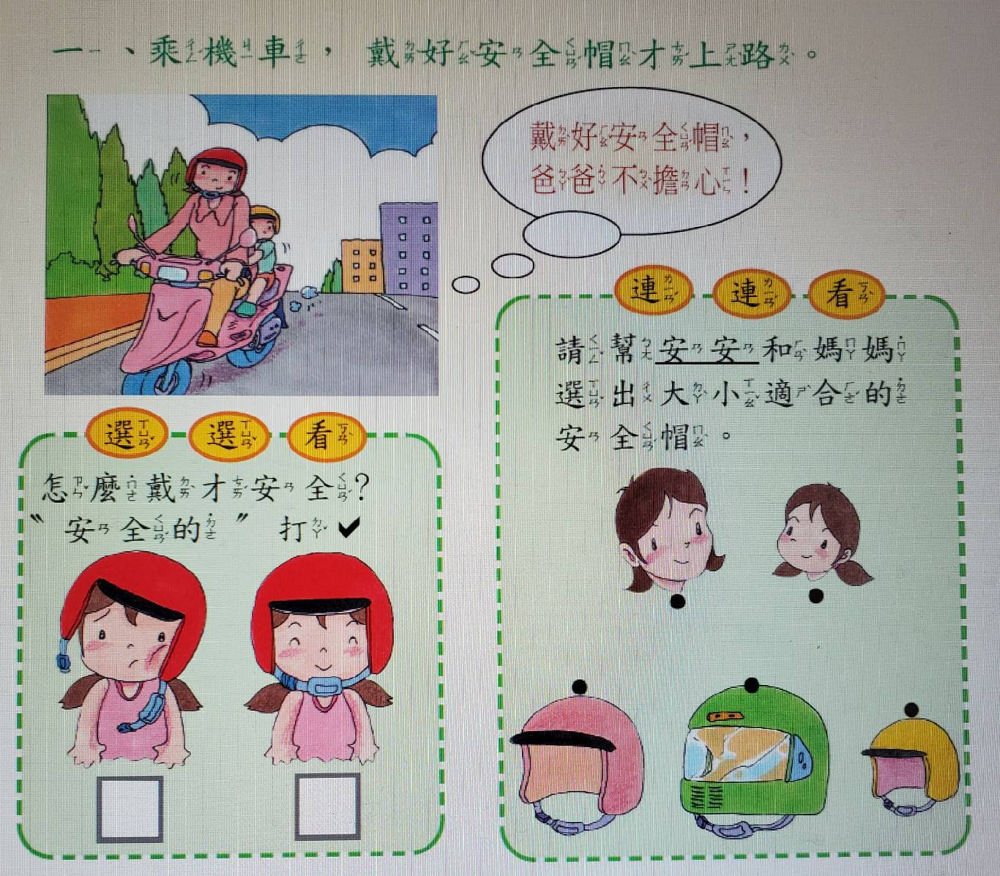 一、乘機車，戴好安全帽才上路。
戴好安全帽，
爸爸不擔心！
選選看
怎麼戴才安全？
〝安全的〞打✔
連連看
請幫安安和媽媽
選出大小適合的
安全帽。